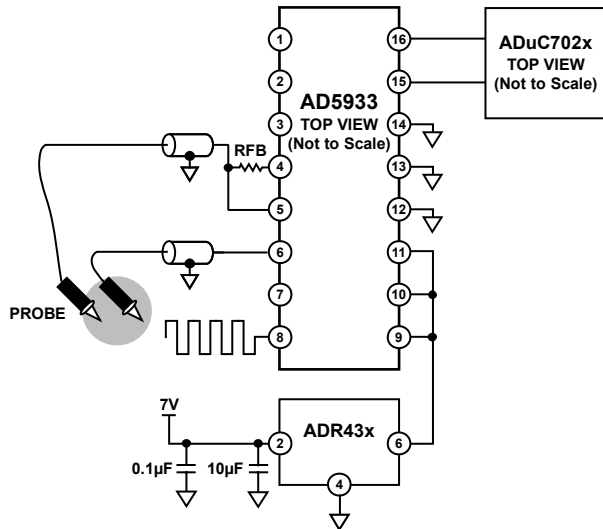 1
2
3
4
5
6
7
8
AD5933
TOP VIEW
(Not to Scale)
16
15
14
13
12
11
10
9
ADuC702x
TOP VIEW
(Not to Scale)
RFB
PROBE
7V
0.1µF
10µF
2
ADR43x
6
4